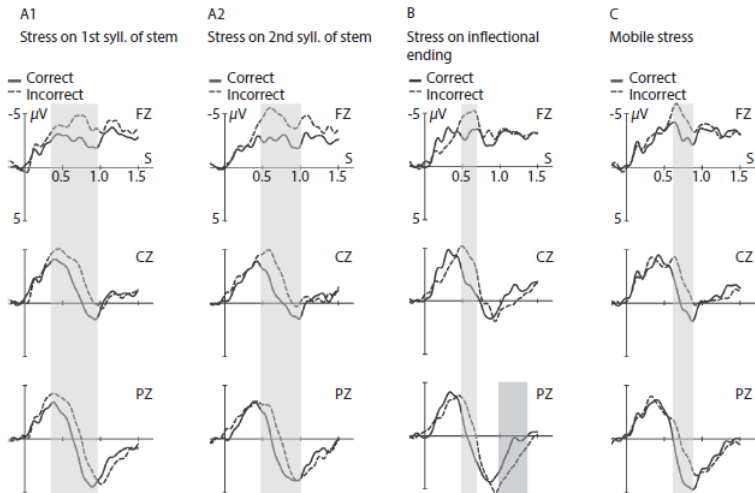 A1
Stress on 1st syll. of stem
Correct
Incorrect
-5
μV
FZ
S
0.5
1.0
1.5
5
CZ
PZ
A2
Stress on 2nd syll. of stem
Correct
Incorrect
-5
μV
FZ
S
0.5
1.0
1.5
5
CZ
PZ
B
Stress on inflectional
ending
Correct
Incorrect
-5
μV
FZ
S
0.5
1.0
1.5
5
CZ
PZ
C
Mobile stress
Correct
Incorrect
-5
μV
FZ
S
0.5
1.0
1.5
5
CZ
PZ